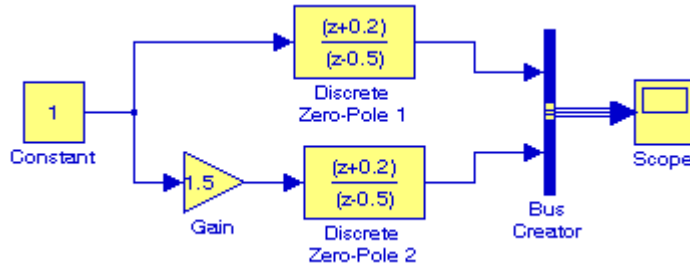 (z+0.2)
(z-0.5)
Discrete
Zero-Pole 1
1
Constant
1.5
Gain
(z+0.2)
(z-0.5)
Discrete
Zero-Pole 2
Bus
Creator
Scope